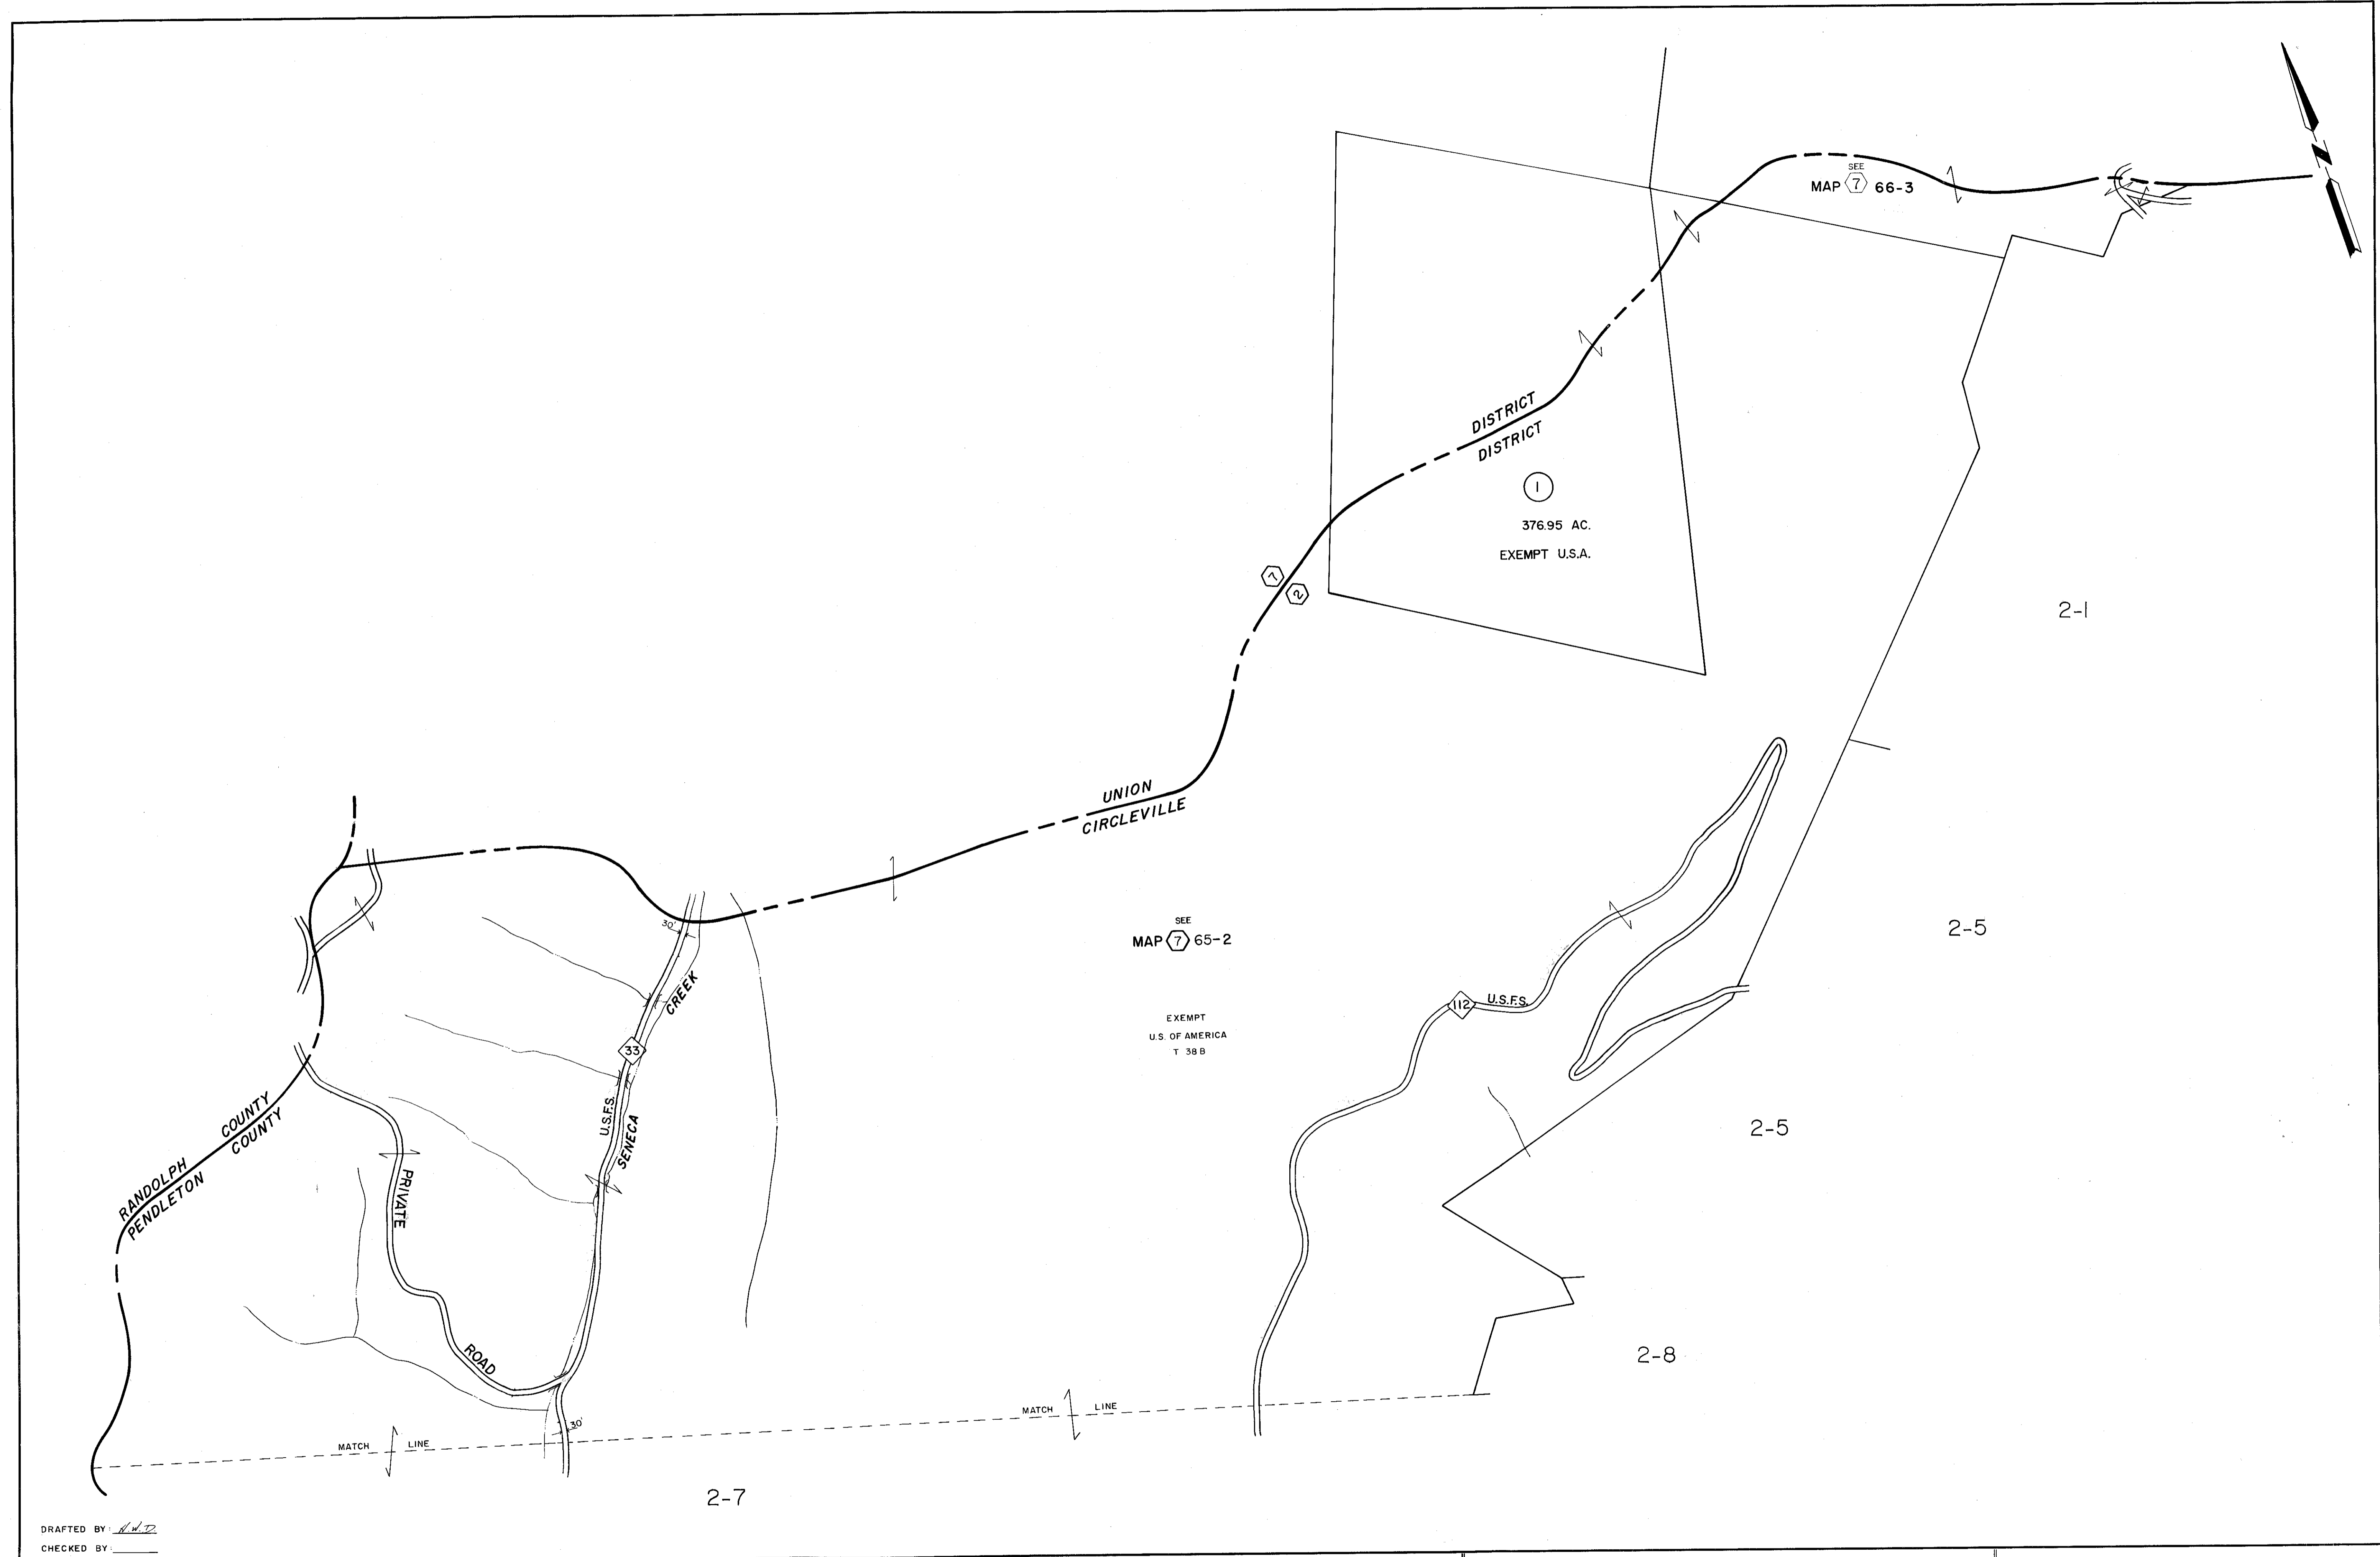 SEE
MAP 7 66-3
N
DISTRICT
DISTRICT
1
376.95 AC.
EXEMPT U.S.A.
7
2
2-1
UNION
CIRCLEVILLE
30'
SEE
MAP 7 65-2
2-5
CREEK
112 U.S.F.S.
EXEMPT
U.S. OF AMERICA
T 38 B
33
U.S.F.S.
SENECA
RANDOLPH COUNTY
PENDLETON COUNTY
2-5
PRIVATE
ROAD
2-8
MATCH LINE
MATCH LINE
30'
2-7
DRAFTED BY: H.W.D.
CHECKED BY: